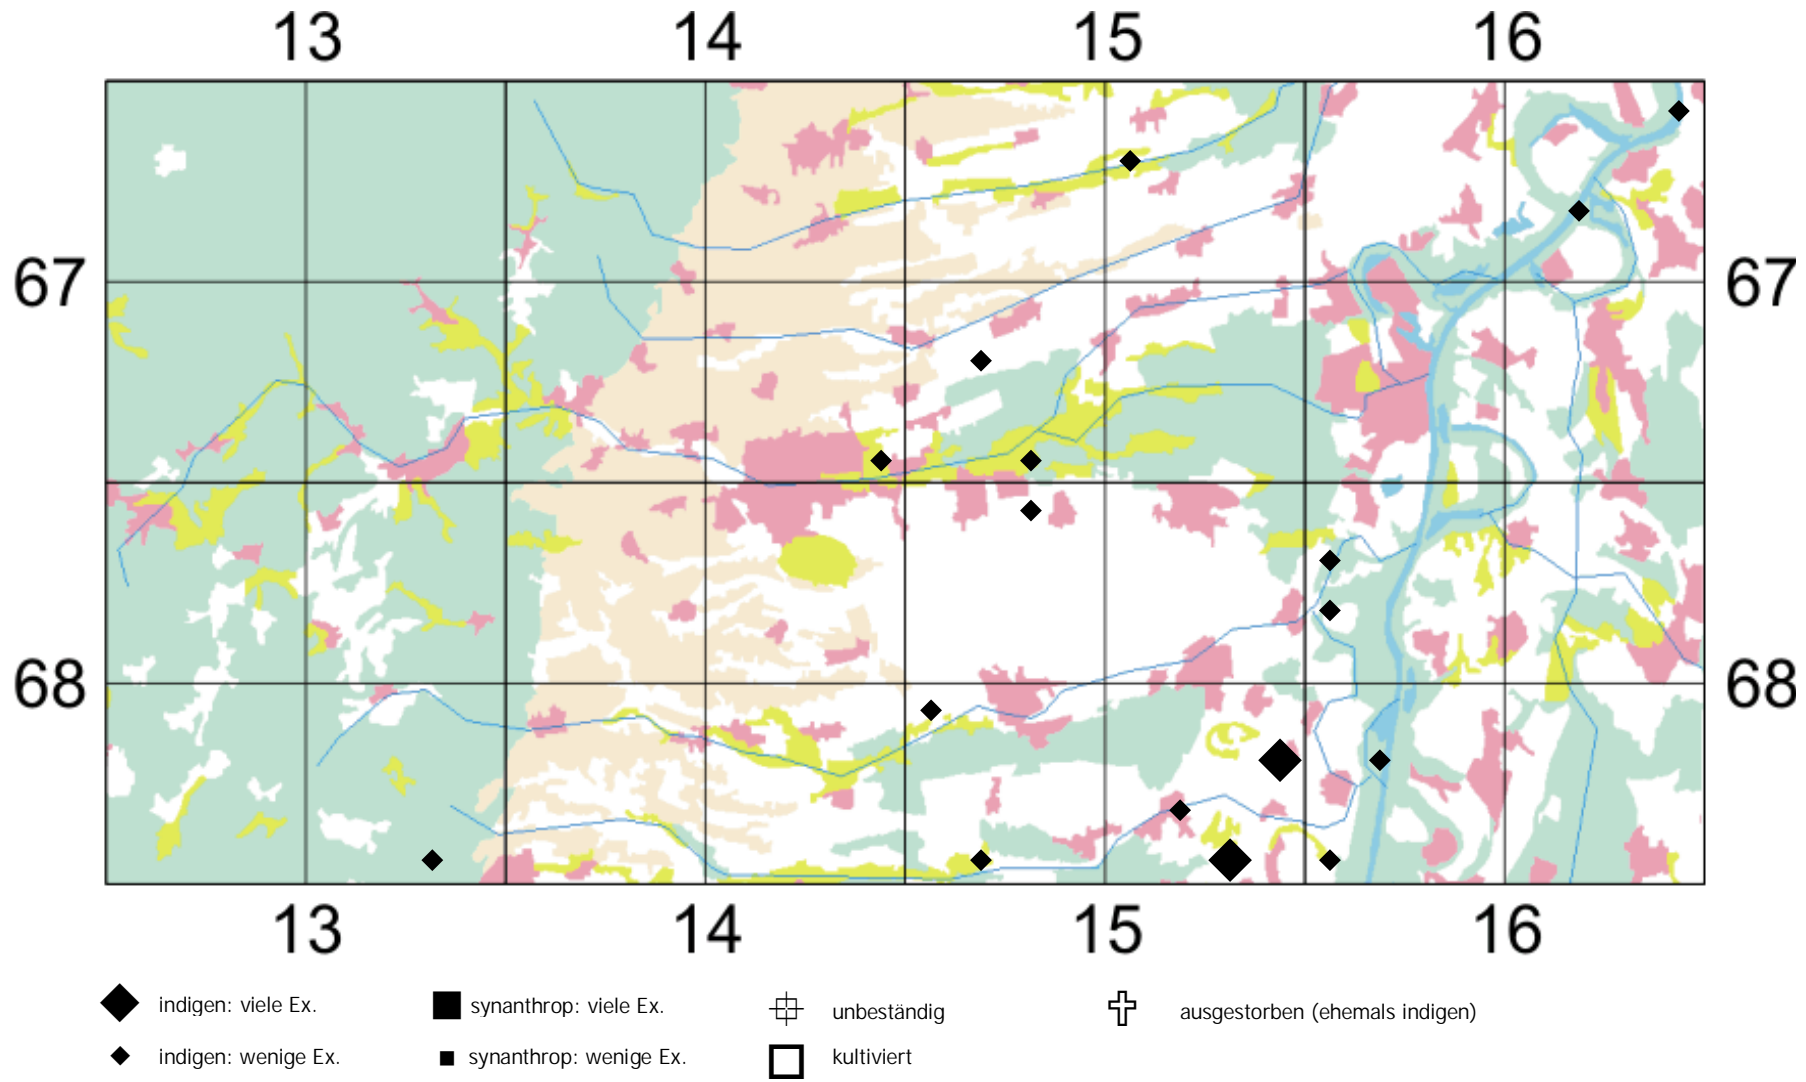 13 14 15 16
67 67
68 68
13 14 15 16
indigen: viele Ex. synanthrop: viele Ex. unbeständig ausgestorben (ehemals indigen)
indigen: wenige Ex. synanthrop: wenige Ex. kultiviert